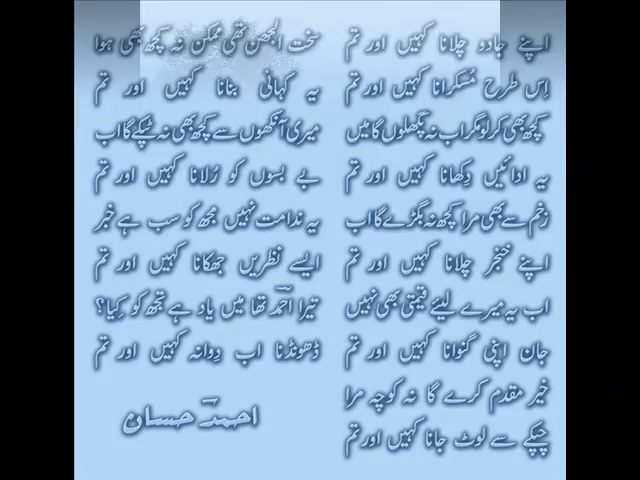 اپنے جادو چلانا کہیں اور تم
اِس طرح مُسکرانا کہیں اور تم
کچھ بھی کر لو مگر اب نہ پگھلوں گا میں
یہ ادائیں دِکھانا کہیں اور تم
زخم سے بھی مرا کچھ نہ بگڑے گا اب
اپنے خنجر چلانا کہیں اور تم
اب یہ میرے لیئے قیمتی بھی نہیں
جان اپنی گنوانا کہیں اور تم
خیر مقدم کرے گا نہ کوچہ مرا
چپکے سے لوٹ جانا کہیں اور تم
سخت اُلجھن تھی ممکن نہ کچھ بھی ہوا
یہ کہانی بنانا کہیں اور تم
میری آنکھوں سے کچھ بھی نہ ٹپکے گا اب
بے بسوں کو رُلانا کہیں اور تم
یہ ندامت نہیں مجھ کو سب ہے خبر
ایسے نظریں جھکانا کہیں اور تم
تیرا احمدؔ تھا میں یاد ہے تجھ کو کیا؟
ڈھونڈنا اب دِوانہ کہیں اور تم
احمدؔ حسان